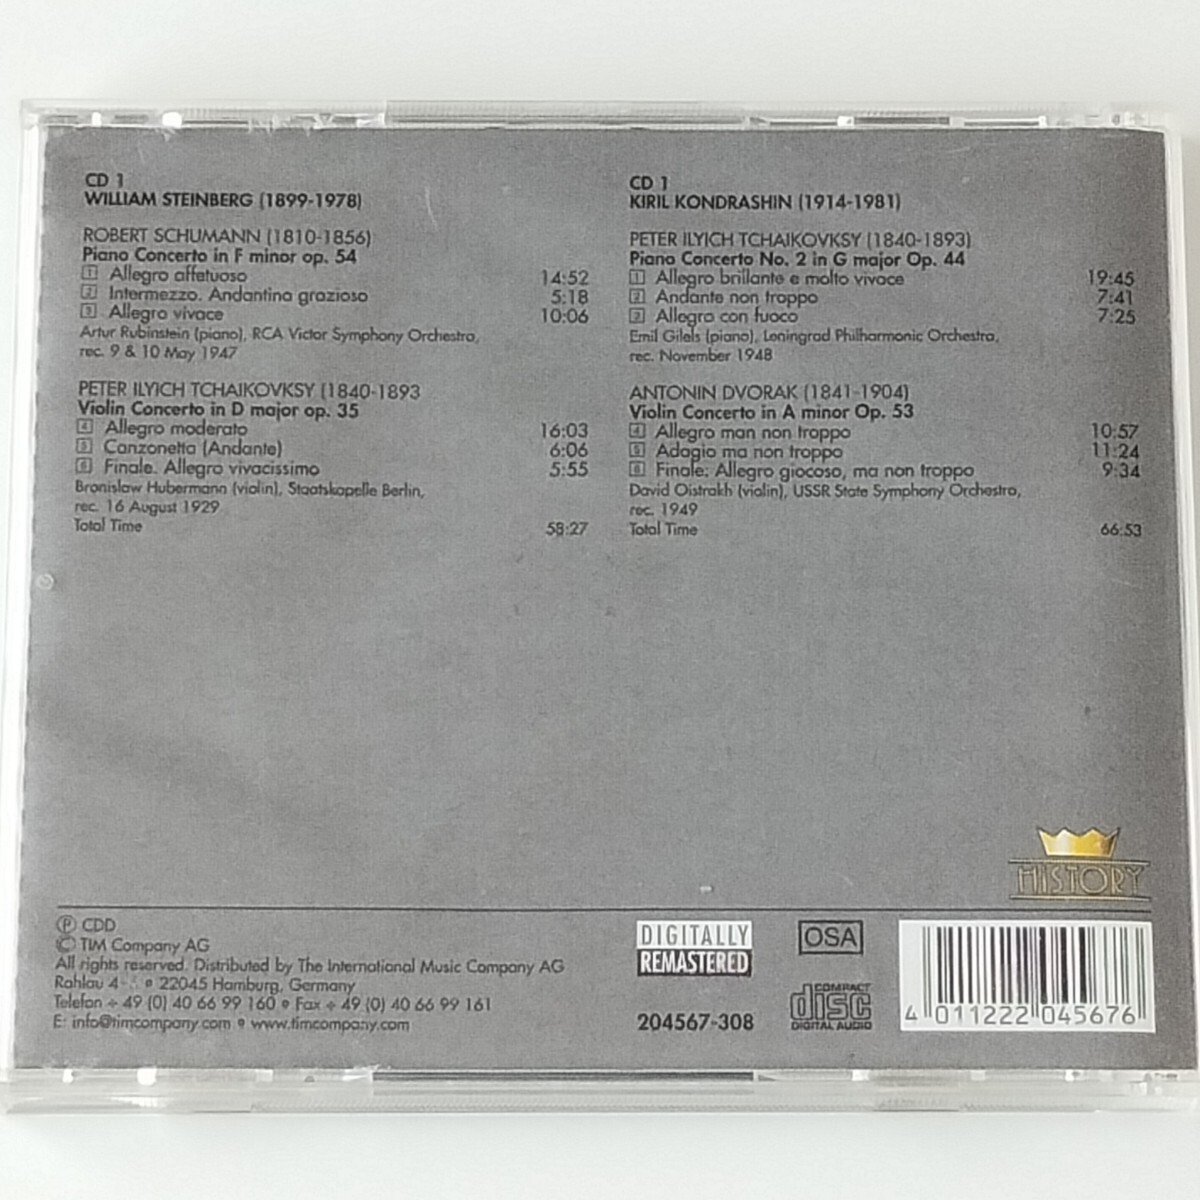 CD 1
WILLIAM STEINBERG (1899-1978)
ROBERT SCHUMANN (1810-1856)
Piano Concerto in F minor op. 54
1 Allegro affetuoso 14:52
2 Intermezzo. Andantina grazioso 5:18
3 Allegro vivace 10:06
Artur Rubinstein (piano), RCA Victor Symphony Orchestra,
rec. 9 & 10 May 1947
PETER ILYICH TCHAIKOVKSY (1840-1893
Violin Concerto in D major op. 35
4 Allegro moderato 16:03
5 Canzonetta (Andante) 6:06
6 Finale. Allegro vivacissimo 5:55
Bronislaw Hubermann (violin), Staatskapelle Berlin,
rec. 16 August 1929
Total Time 58:27
CD 1
KIRIL KONDRASHIN (1914-1981)
PETER ILYICH TCHAIKOVKSY (1840-1893)
Piano Concerto No. 2 in G major Op. 44
1 Allegro brillante e molto vivace 19:45
2 Andante non troppo 7:41
3 Allegro con fuoco 7:25
Emil Gilels (piano), Leningrad Philharmonic Orchestra,
rec. November 1948
ANTONIN DVORAK (1841-1904)
Violin Concerto in A minor Op. 53
4 Allegro man non troppo 10:57
5 Adagio ma non troppo 11:24
6 Finale: Allegro giocoso, ma non troppo 9:34
David Oistrakh (violin), USSR State Symphony Orchestra,
rec. 1949
Total Time 66:53
HISTORY
Ⓟ CDD
© TIM Company AG
All rights reserved. Distributed by The International Music Company AG
Rahlau 4- • 22045 Hamburg, Germany
Telefon + 49 (0) 40 66 99 160 • Fax + 49 (0) 40 66 99 161
E: info@timcompany.com • www.timcompany.com
DIGITALLY
REMASTERED
204567-308
OSA
COMPACT
disc
DIGITAL AUDIO
4 011222 045676